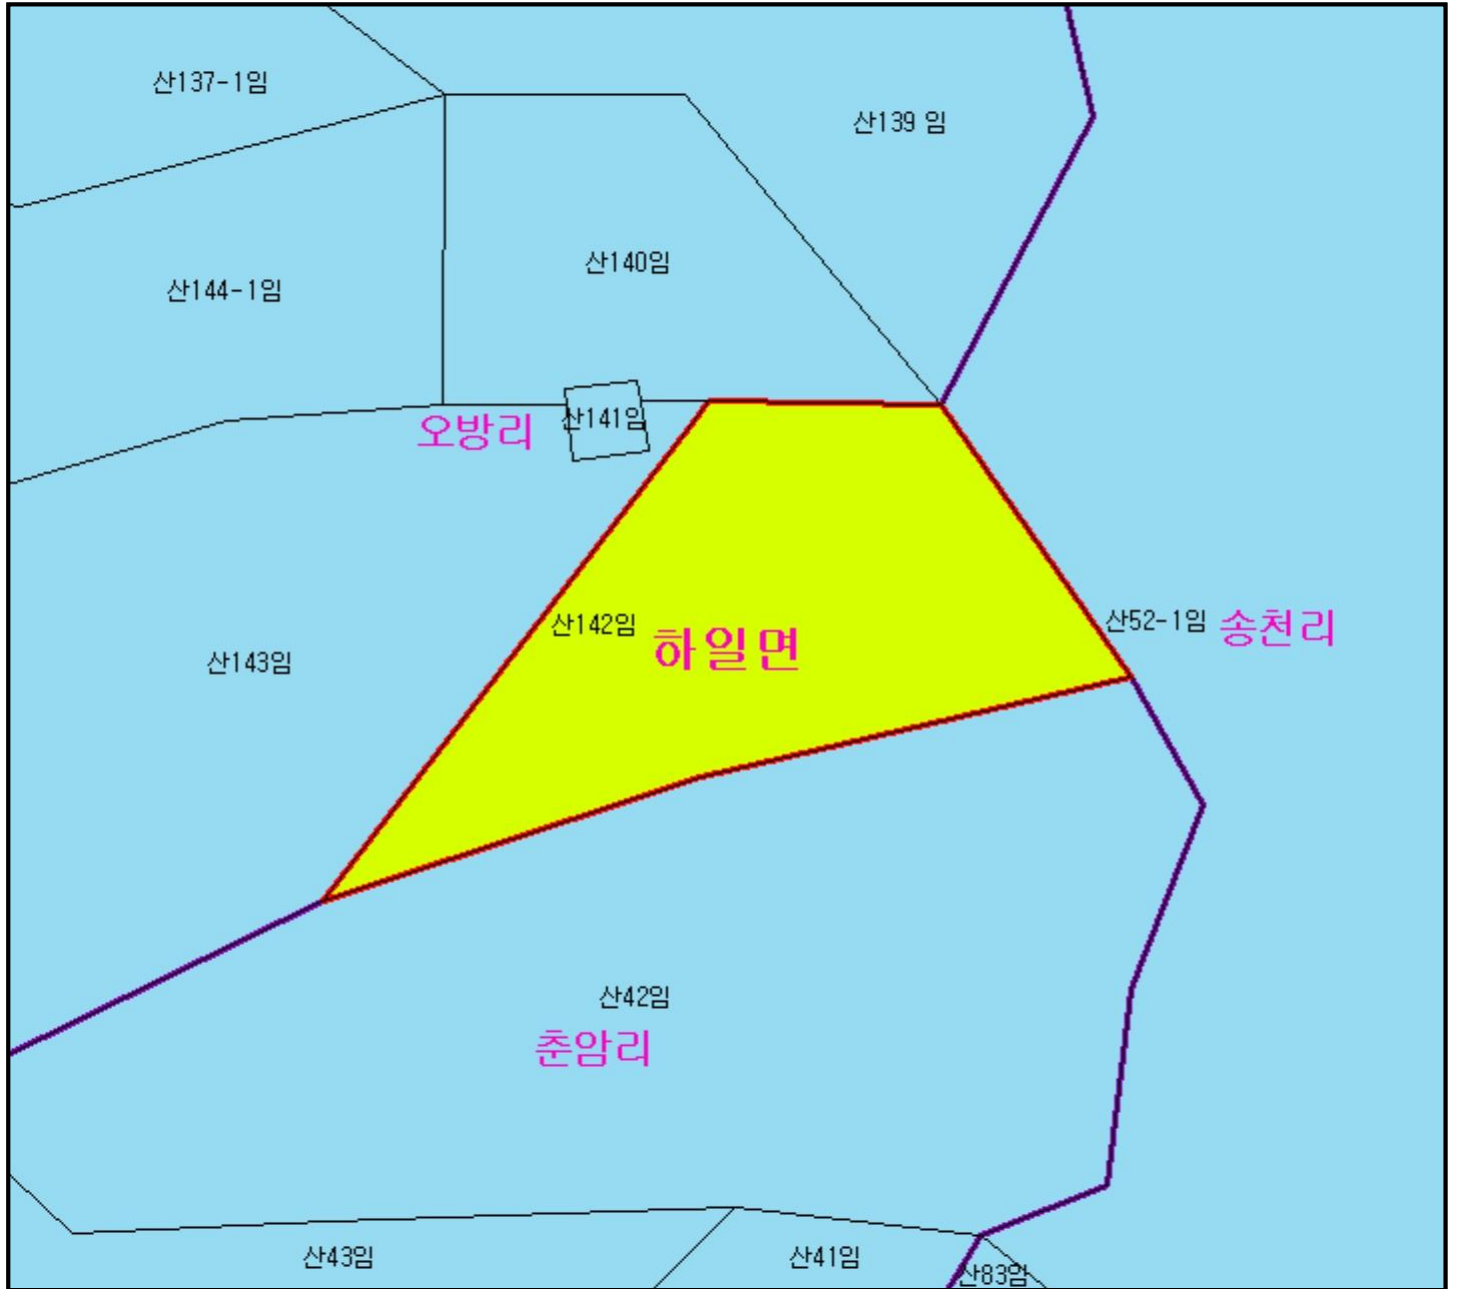 산137-1임
산139 임
산140임
산144-1임
산141임
오방리
산142임
하일면
산52-1임
송천리
산143임
산42임
춘암리
산43임
산41임
산83임